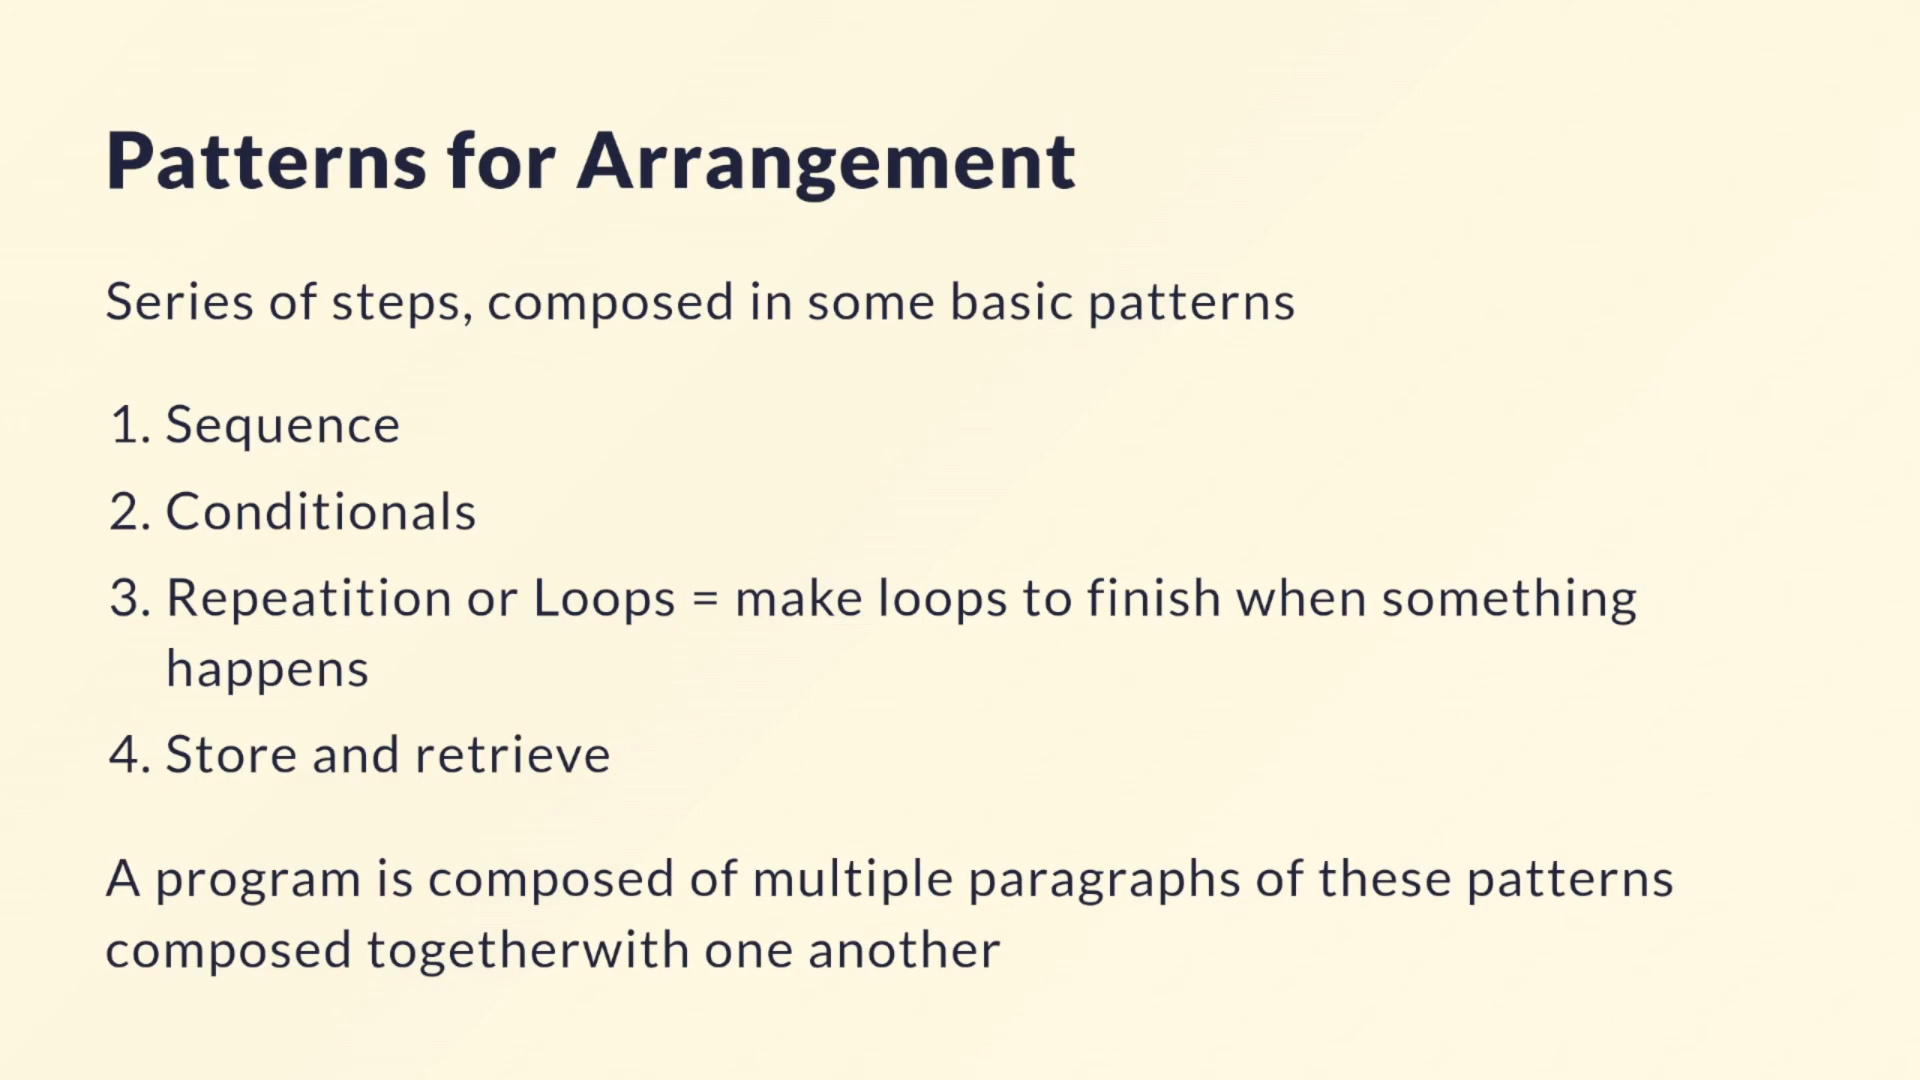 Patterns for Arrangement
Series of steps, composed in some basic patterns
1. Sequence
2. Conditionals
3. Repeatition or Loops = make loops to finish when something
happens
4. Store and retrieve
A program is composed of multiple paragraphs of these patterns
composed togetherwith one another